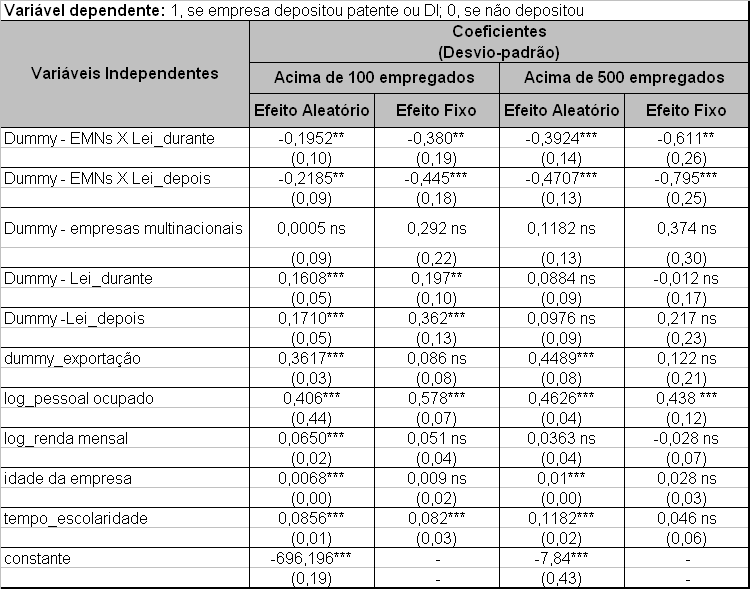 Variável dependente: 1, se empresa depositou patente ou DI; 0, se não depositou
Variáveis Independentes
Coeficientes
(Desvio-padrão)
Acima de 100 empregados Acima de 500 empregados
Efeito Aleatório Efeito Fixo Efeito Aleatório Efeito Fixo
Dummy - EMNs X Lei_durante -0,1952** -0,380** -0,3924*** -0,611**
(0,10) (0,19) (0,14) (0,26)
Dummy - EMNs X Lei_depois -0,2185** -0,445*** -0,4707*** -0,795***
(0,09) (0,18) (0,13) (0,25)
Dummy - empresas multinacionais 0,0005 ns 0,292 ns 0,1182 ns 0,374 ns
(0,09) (0,22) (0,13) (0,30)
Dummy - Lei_durante 0,1608*** 0,197** 0,0884 ns -0,012 ns
(0,05) (0,10) (0,09) (0,17)
Dummy -Lei_depois 0,1710*** 0,362*** 0,0976 ns 0,217 ns
(0,05) (0,13) (0,09) (0,23)
dummy_exportação 0,3617*** 0,086 ns 0,4489*** 0,122 ns
(0,03) (0,08) (0,08) (0,21)
log_pessoal ocupado 0,406*** 0,578*** 0,4626*** 0,438 ***
(0,44) (0,07) (0,04) (0,12)
log_renda mensal 0,0650*** 0,051 ns 0,0363 ns -0,028 ns
(0,02) (0,04) (0,04) (0,07)
idade da empresa 0,0068*** 0,009 ns 0,01*** 0,028 ns
(0,00) (0,02) (0,00) (0,03)
tempo_escolaridade 0,0856*** 0,082*** 0,1182*** 0,046 ns
(0,01) (0,03) (0,02) (0,06)
constante -696,196*** - -7,84*** -
(0,19) - (0,43) -